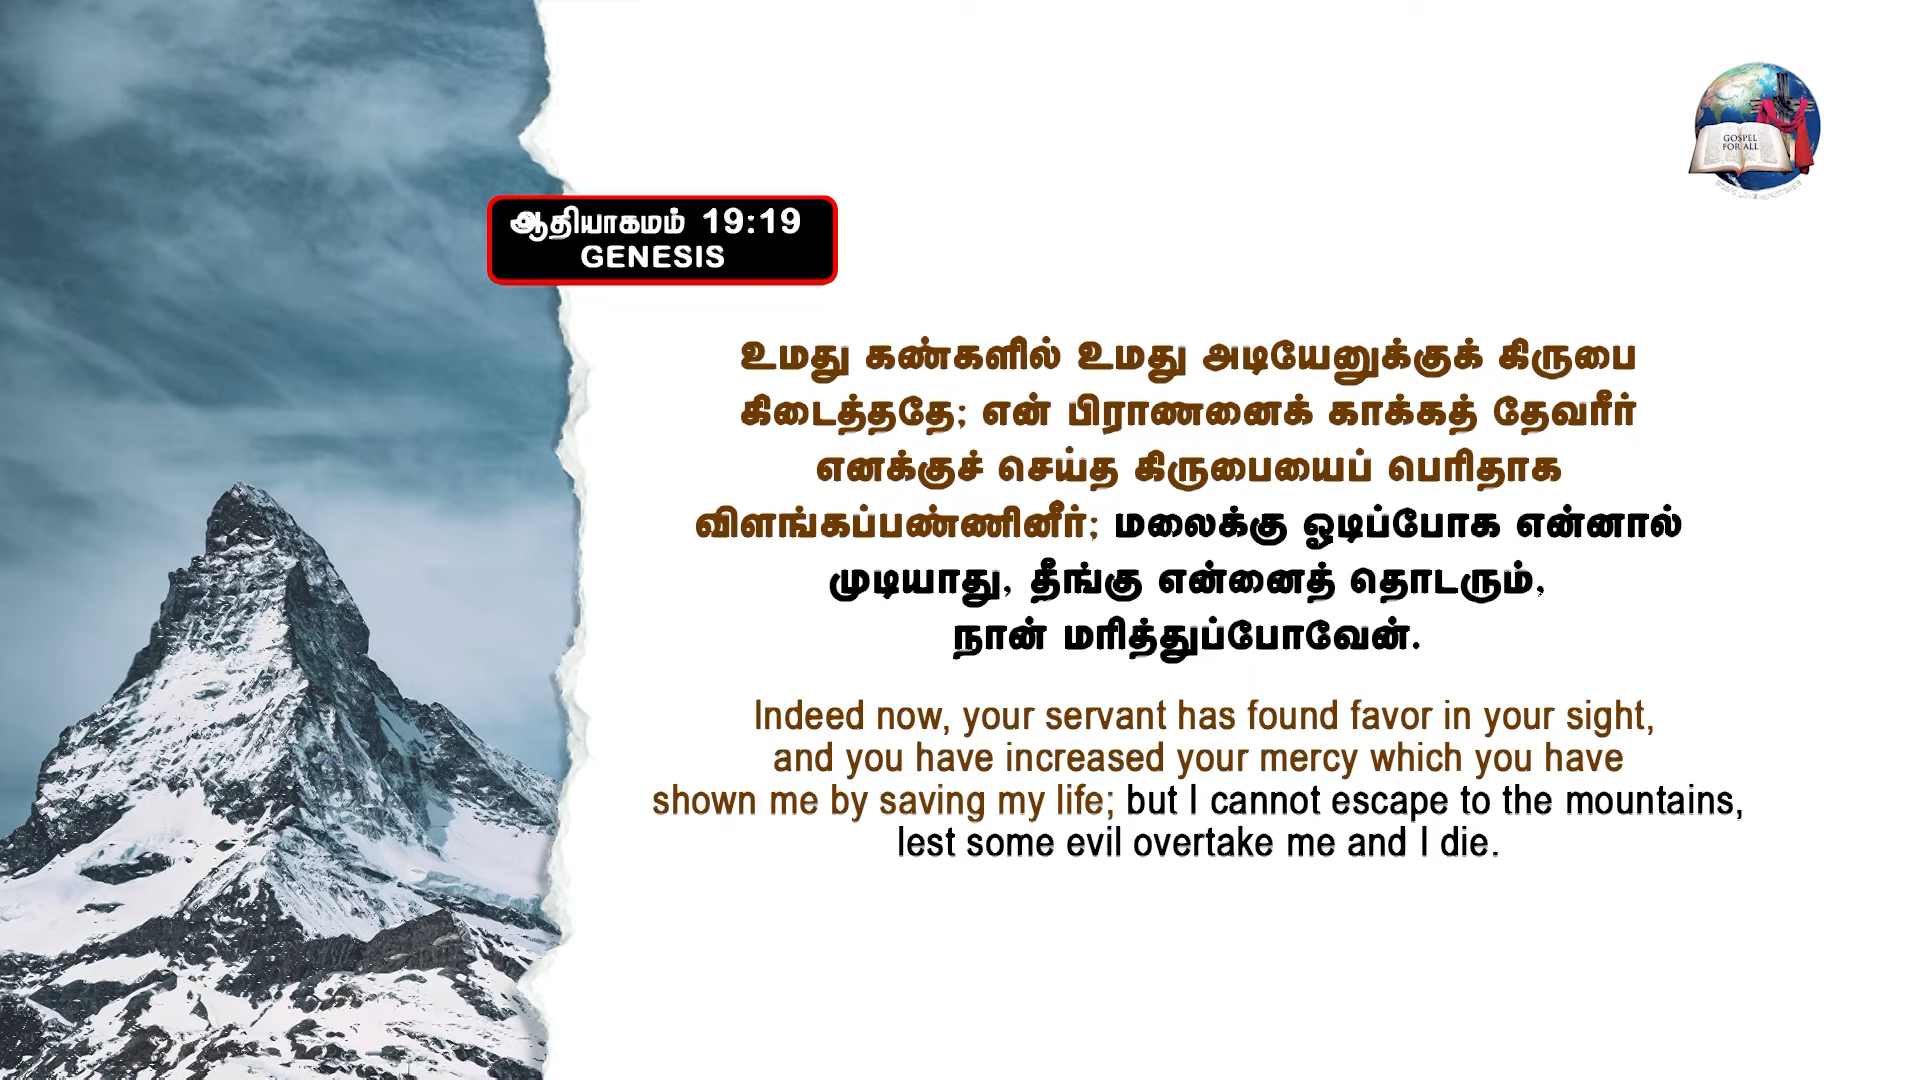 GOSPEL
FOR ALL
ஆதியாகமம் 19:19
GENESIS
உமது கண்களில் உமது அடியேனுக்குக் கிருபை
கிடைத்ததே; என் பிராணனைக் காக்கத் தேவரீர்
எனக்குச் செய்த கிருபையைப் பெரிதாக
விளங்கப்பண்ணினீர்; மலைக்கு ஓடிப்போக என்னால்
முடியாது, தீங்கு என்னைத் தொடரும்,
நான் மரித்துப்போவேன்.
Indeed now, your servant has found favor in your sight,
and you have increased your mercy which you have
shown me by saving my life; but I cannot escape to the mountains,
lest some evil overtake me and I die.